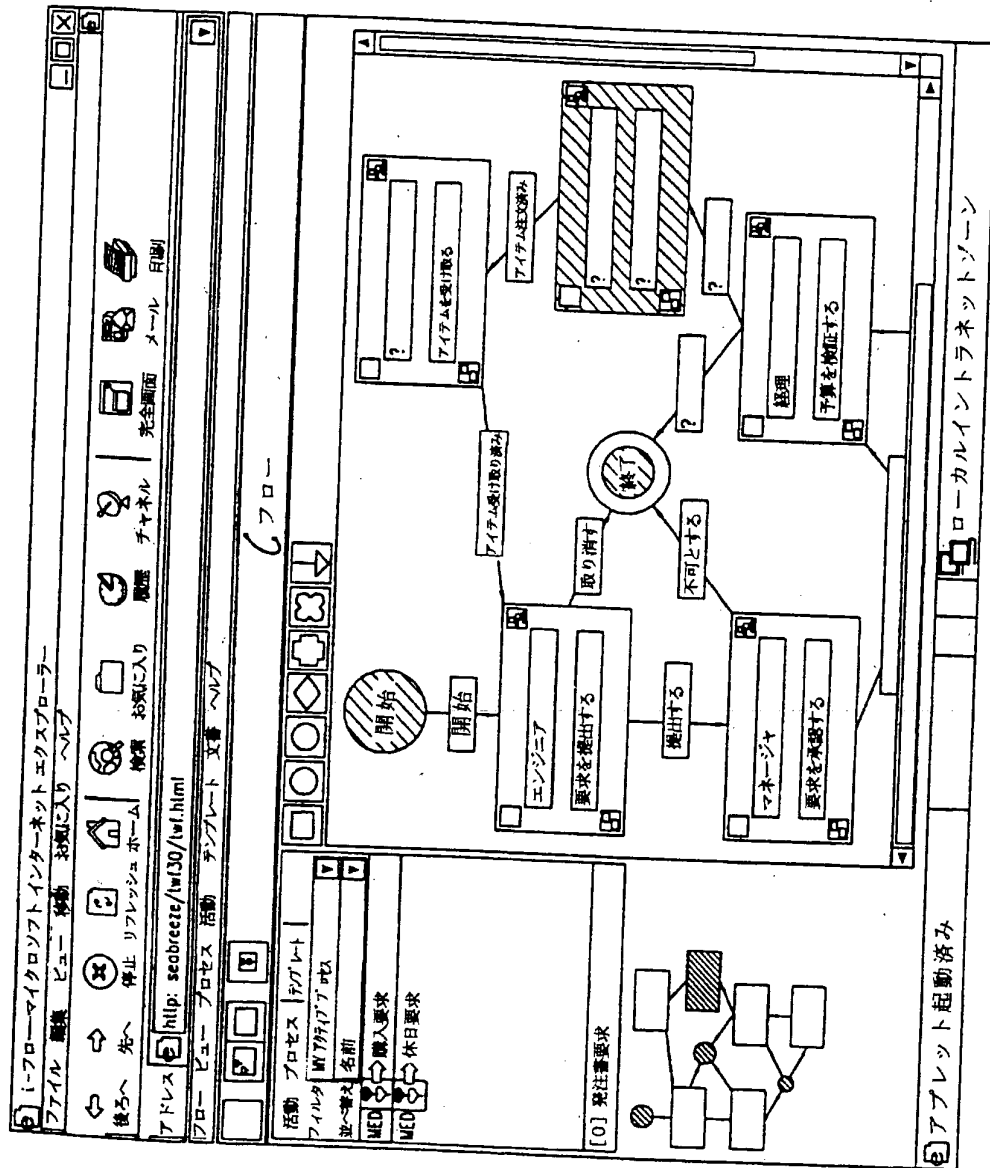 i-フローマイクロソフト インターネット エクスプローラー
ファイル 編集 ビュー 移動 お気に入り ヘルプ
後ろへ 先へ 停止 リフレッシュ ホーム 検索 お気に入り 履歴 チャネル 完全画面 メール 印刷
アドレス http: seabreeze/twf30/twf.html
フロー ビュー プロセス 活動 テンプレート 文書 ヘルプ
フロー
活動 プロセス テンプレート
フィルタ MY アクティブプロセス
並べ替え 名前
MED 購入要求
MED 休日要求
[0] 発注書要求
開始
開始
エンジニア
要求を提出する
提出する
マネージャ
要求を承認する
取り消す
不可とする
終了
アイテム受け取り済み
?
アイテムを受け取る
アイテム注文済み
?
?
?
?
経理
予算を検証する
アプレット起動済み
ローカルイントラネットゾーン